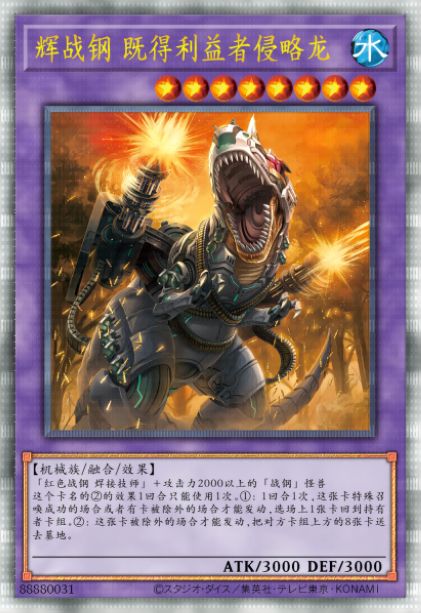 辉战钢 既得利益者侵略龙
水
【机械族/融合/效果】
「红色战钢 焊接技师」+攻击力2000以上的「战钢」怪兽
这个卡名的②的效果1回合只能使用1次。①：1回合1次，这张卡特殊召
唤成功的场合或者有卡被除外的场合才能发动，选场上1张卡回到持有
者卡组。②：这张卡被除外的场合才能发动，把对方卡组上方的8张卡送
去墓地。
ATK/3000 DEF/3000
88880031
©スタジオ・ダイス/集英社・テレビ東京・KONAMI